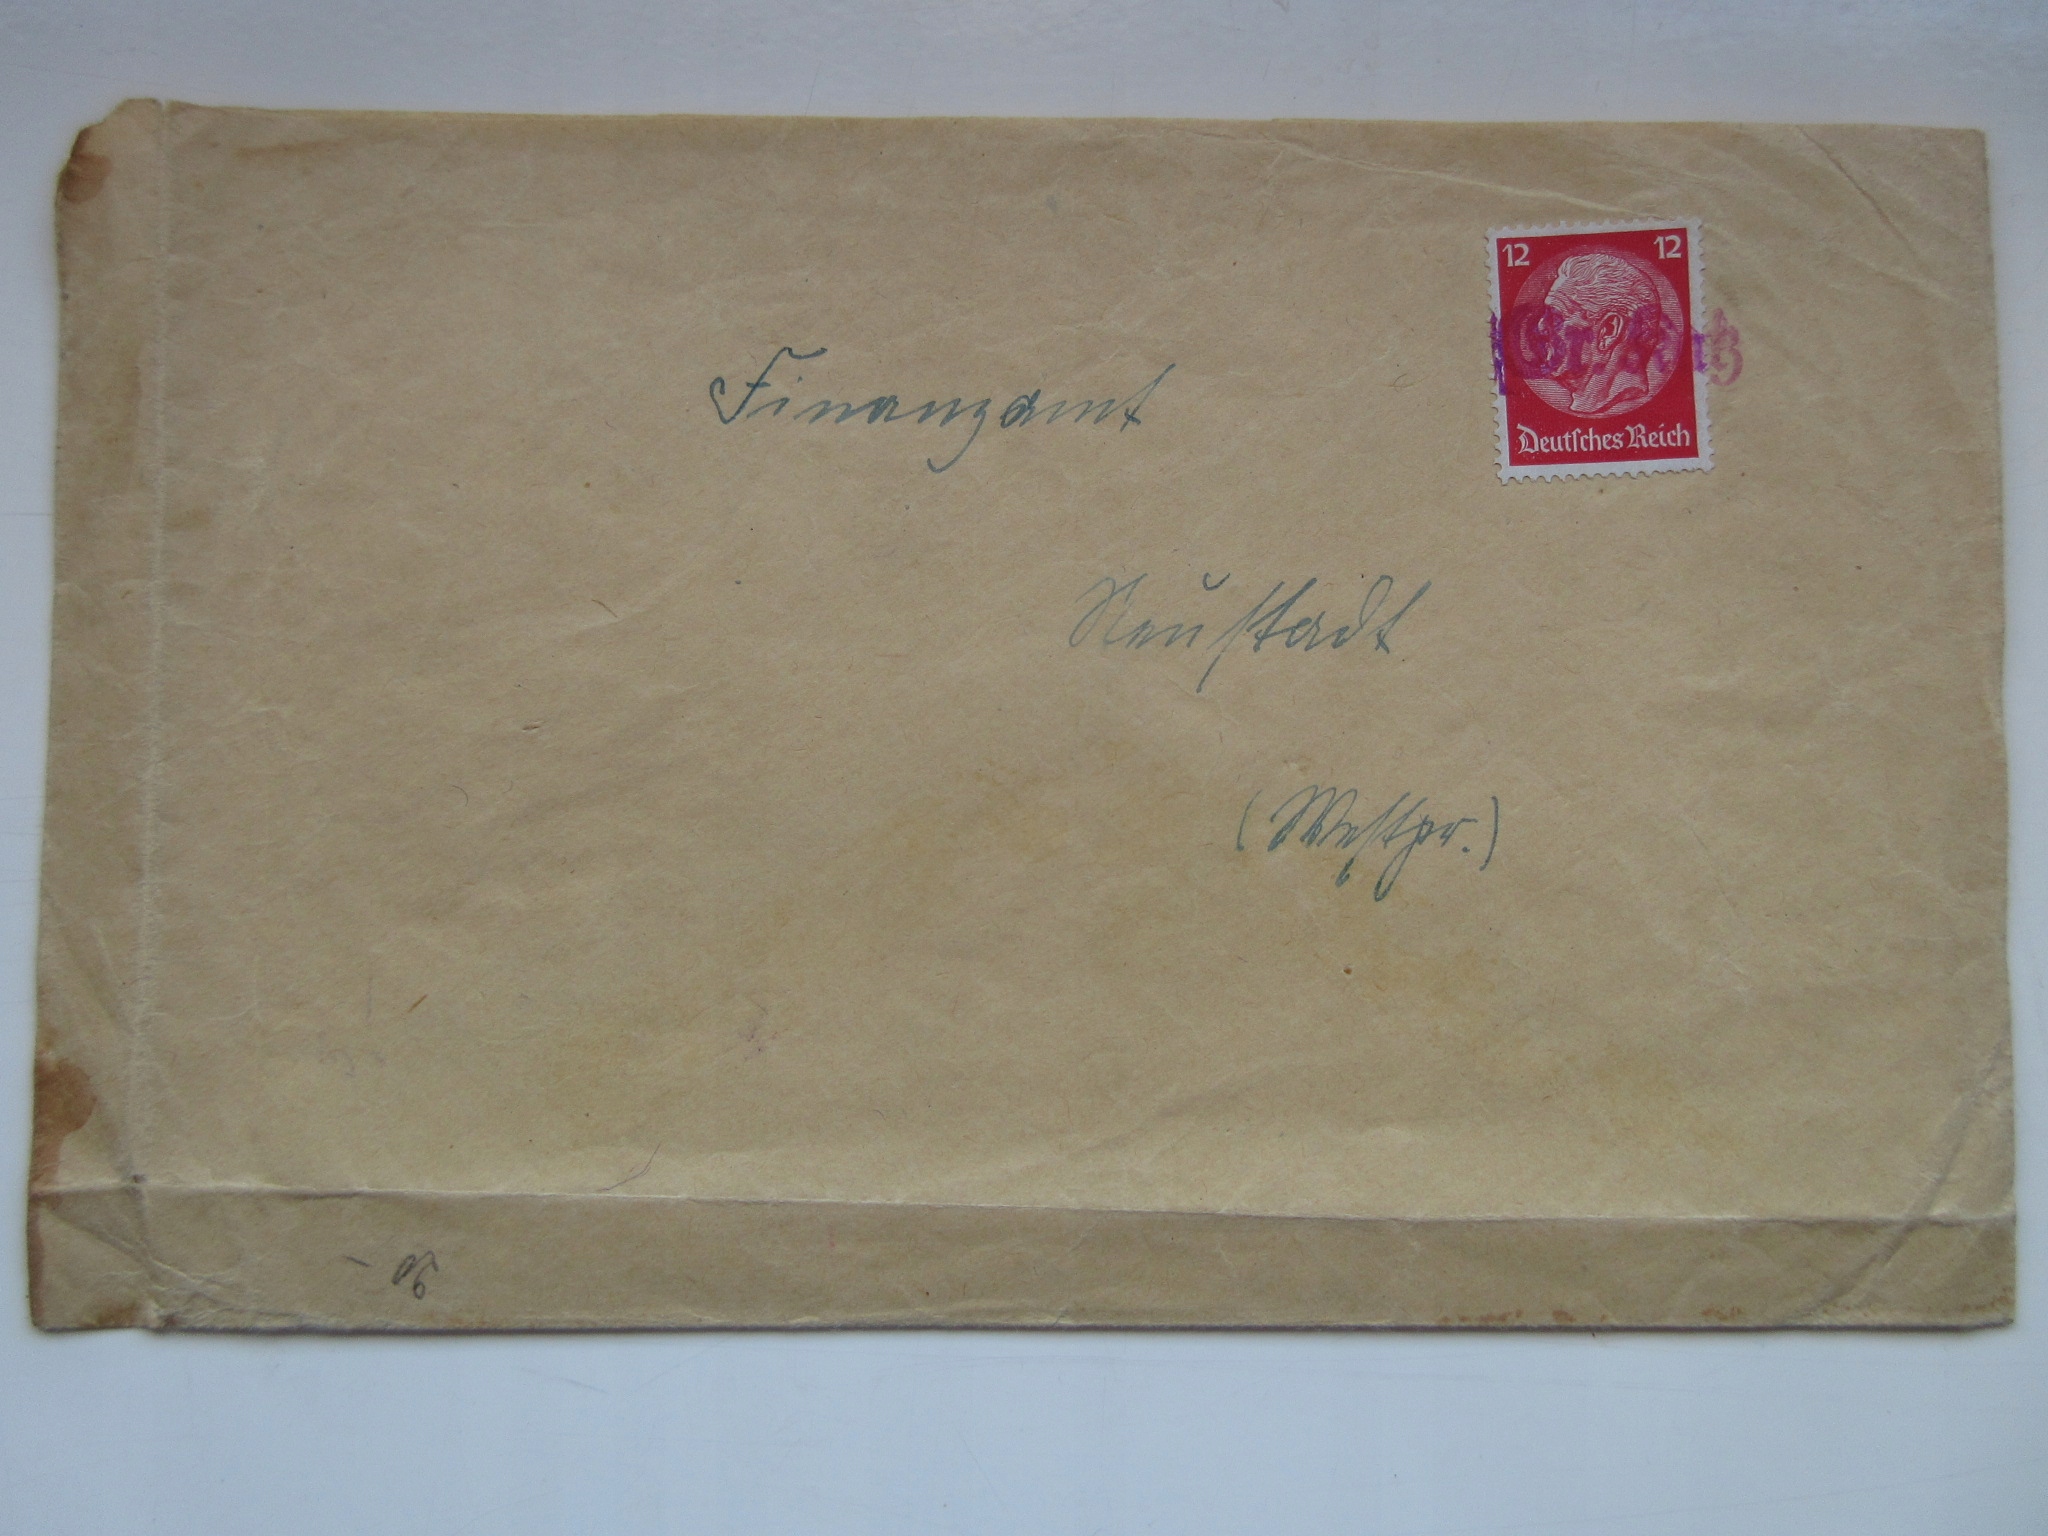 12 12
Deutsches Reich
Finanzamt
Neustadt
(Westpr.)